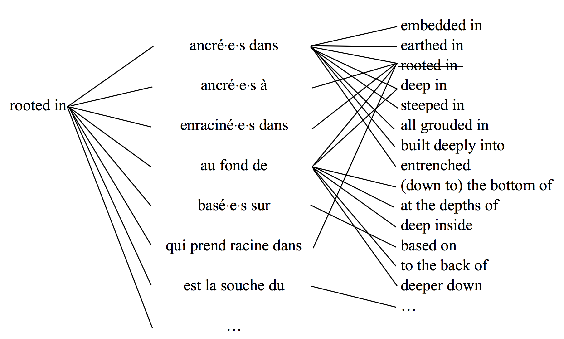 rooted in
ancré·e·s dans
ancré·e·s à
enraciné·e·s dans
au fond de
basé·e·s sur
qui prend racine dans
est la souche du
…
embedded in
earthed in
rooted in
deep in
steeped in
all grouded in
built deeply into
entrenched
(down to) the bottom of
at the depths of
deep inside
based on
to the back of
deeper down
…